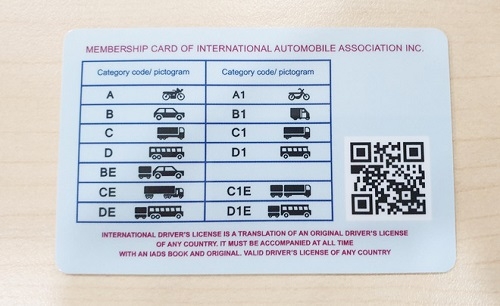 MEMBERSHIP CARD OF INTERNATIONAL AUTOMOBILE ASSOCIATION INC.
Category code/ pictogram Category code/ pictogram
A A1
B B1
C C1
D D1
BE
CE C1E
DE D1E
INTERNATIONAL DRIVER'S LICENSE IS A TRANSLATION OF AN ORIGINAL DRIVER'S LICENSE
OF ANY COUNTRY. IT MUST BE ACCOMPANIED AT ALL TIME
WITH AN IADS BOOK AND ORIGINAL. VALID DRIVER'S LICENSE OF ANY COUNTRY